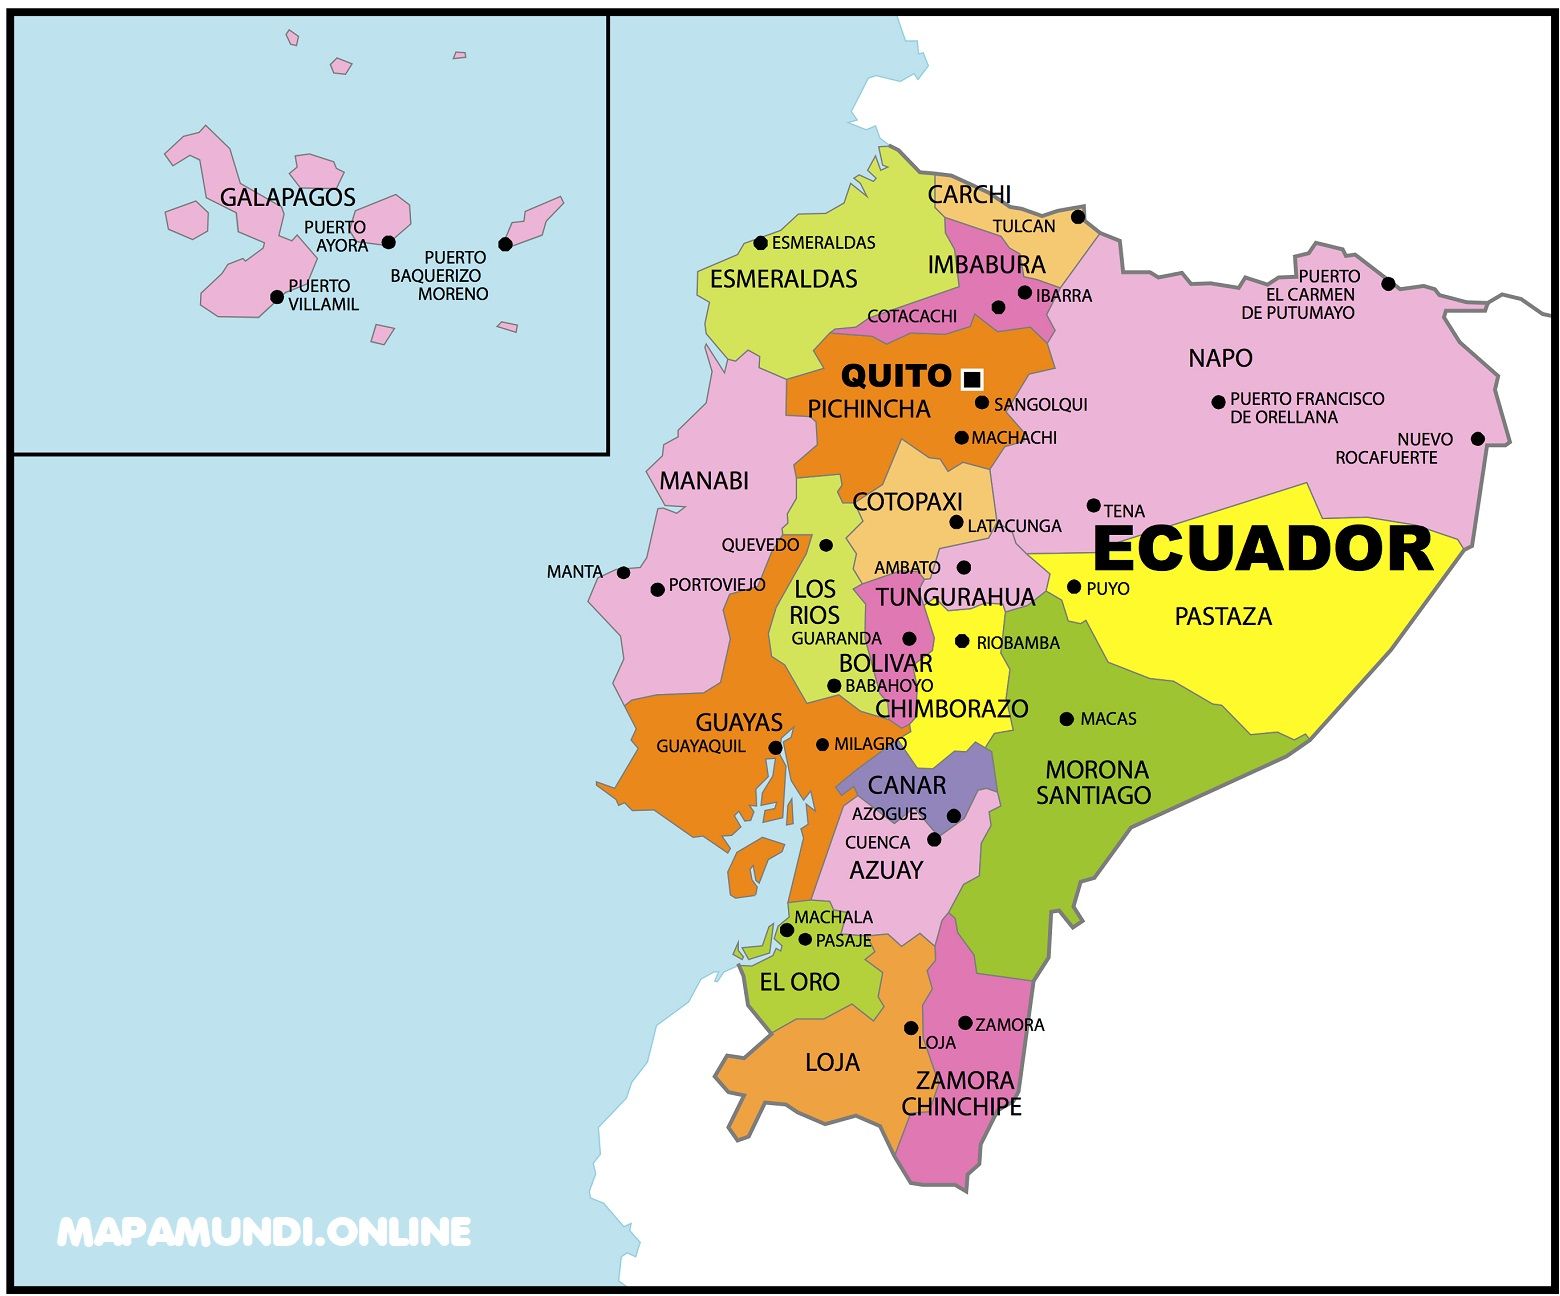 GALAPAGOS
PUERTO
AYORA
PUERTO
BAQUERIZO
MORENO
PUERTO
VILLAMIL
CARCHI
TULCAN
ESMERALDAS
ESMERALDAS
IMBABURA
IBARRA
COTACACHI
PUERTO
EL CARMEN
DE PUTUMAYO
NAPO
QUITO
PICHINCHA
SANGOLQUI
MACHACHI
PUERTO FRANCISCO
DE ORELLANA
NUEVO
ROCAFUERTE
MANABI
COTOPAXI
LATACUNGA
TENA
ECUADOR
QUEVEDO
MANTA
PORTOVIEJO
AMBATO
TUNGURAHUA
PUYO
PASTAZA
LOS
RIOS
GUARANDA
BOLIVAR
RIOBAMBA
BABAHOYO
CHIMBORAZO
MACAS
GUAYAS
GUAYAQUIL
MILAGRO
MORONA
SANTIAGO
CANAR
AZOGUES
CUENCA
AZUAY
MACHALA
PASAJE
EL ORO
ZAMORA
LOJA
LOJA
ZAMORA
CHINCHIPE
MAPAMUNDI.ONLINE